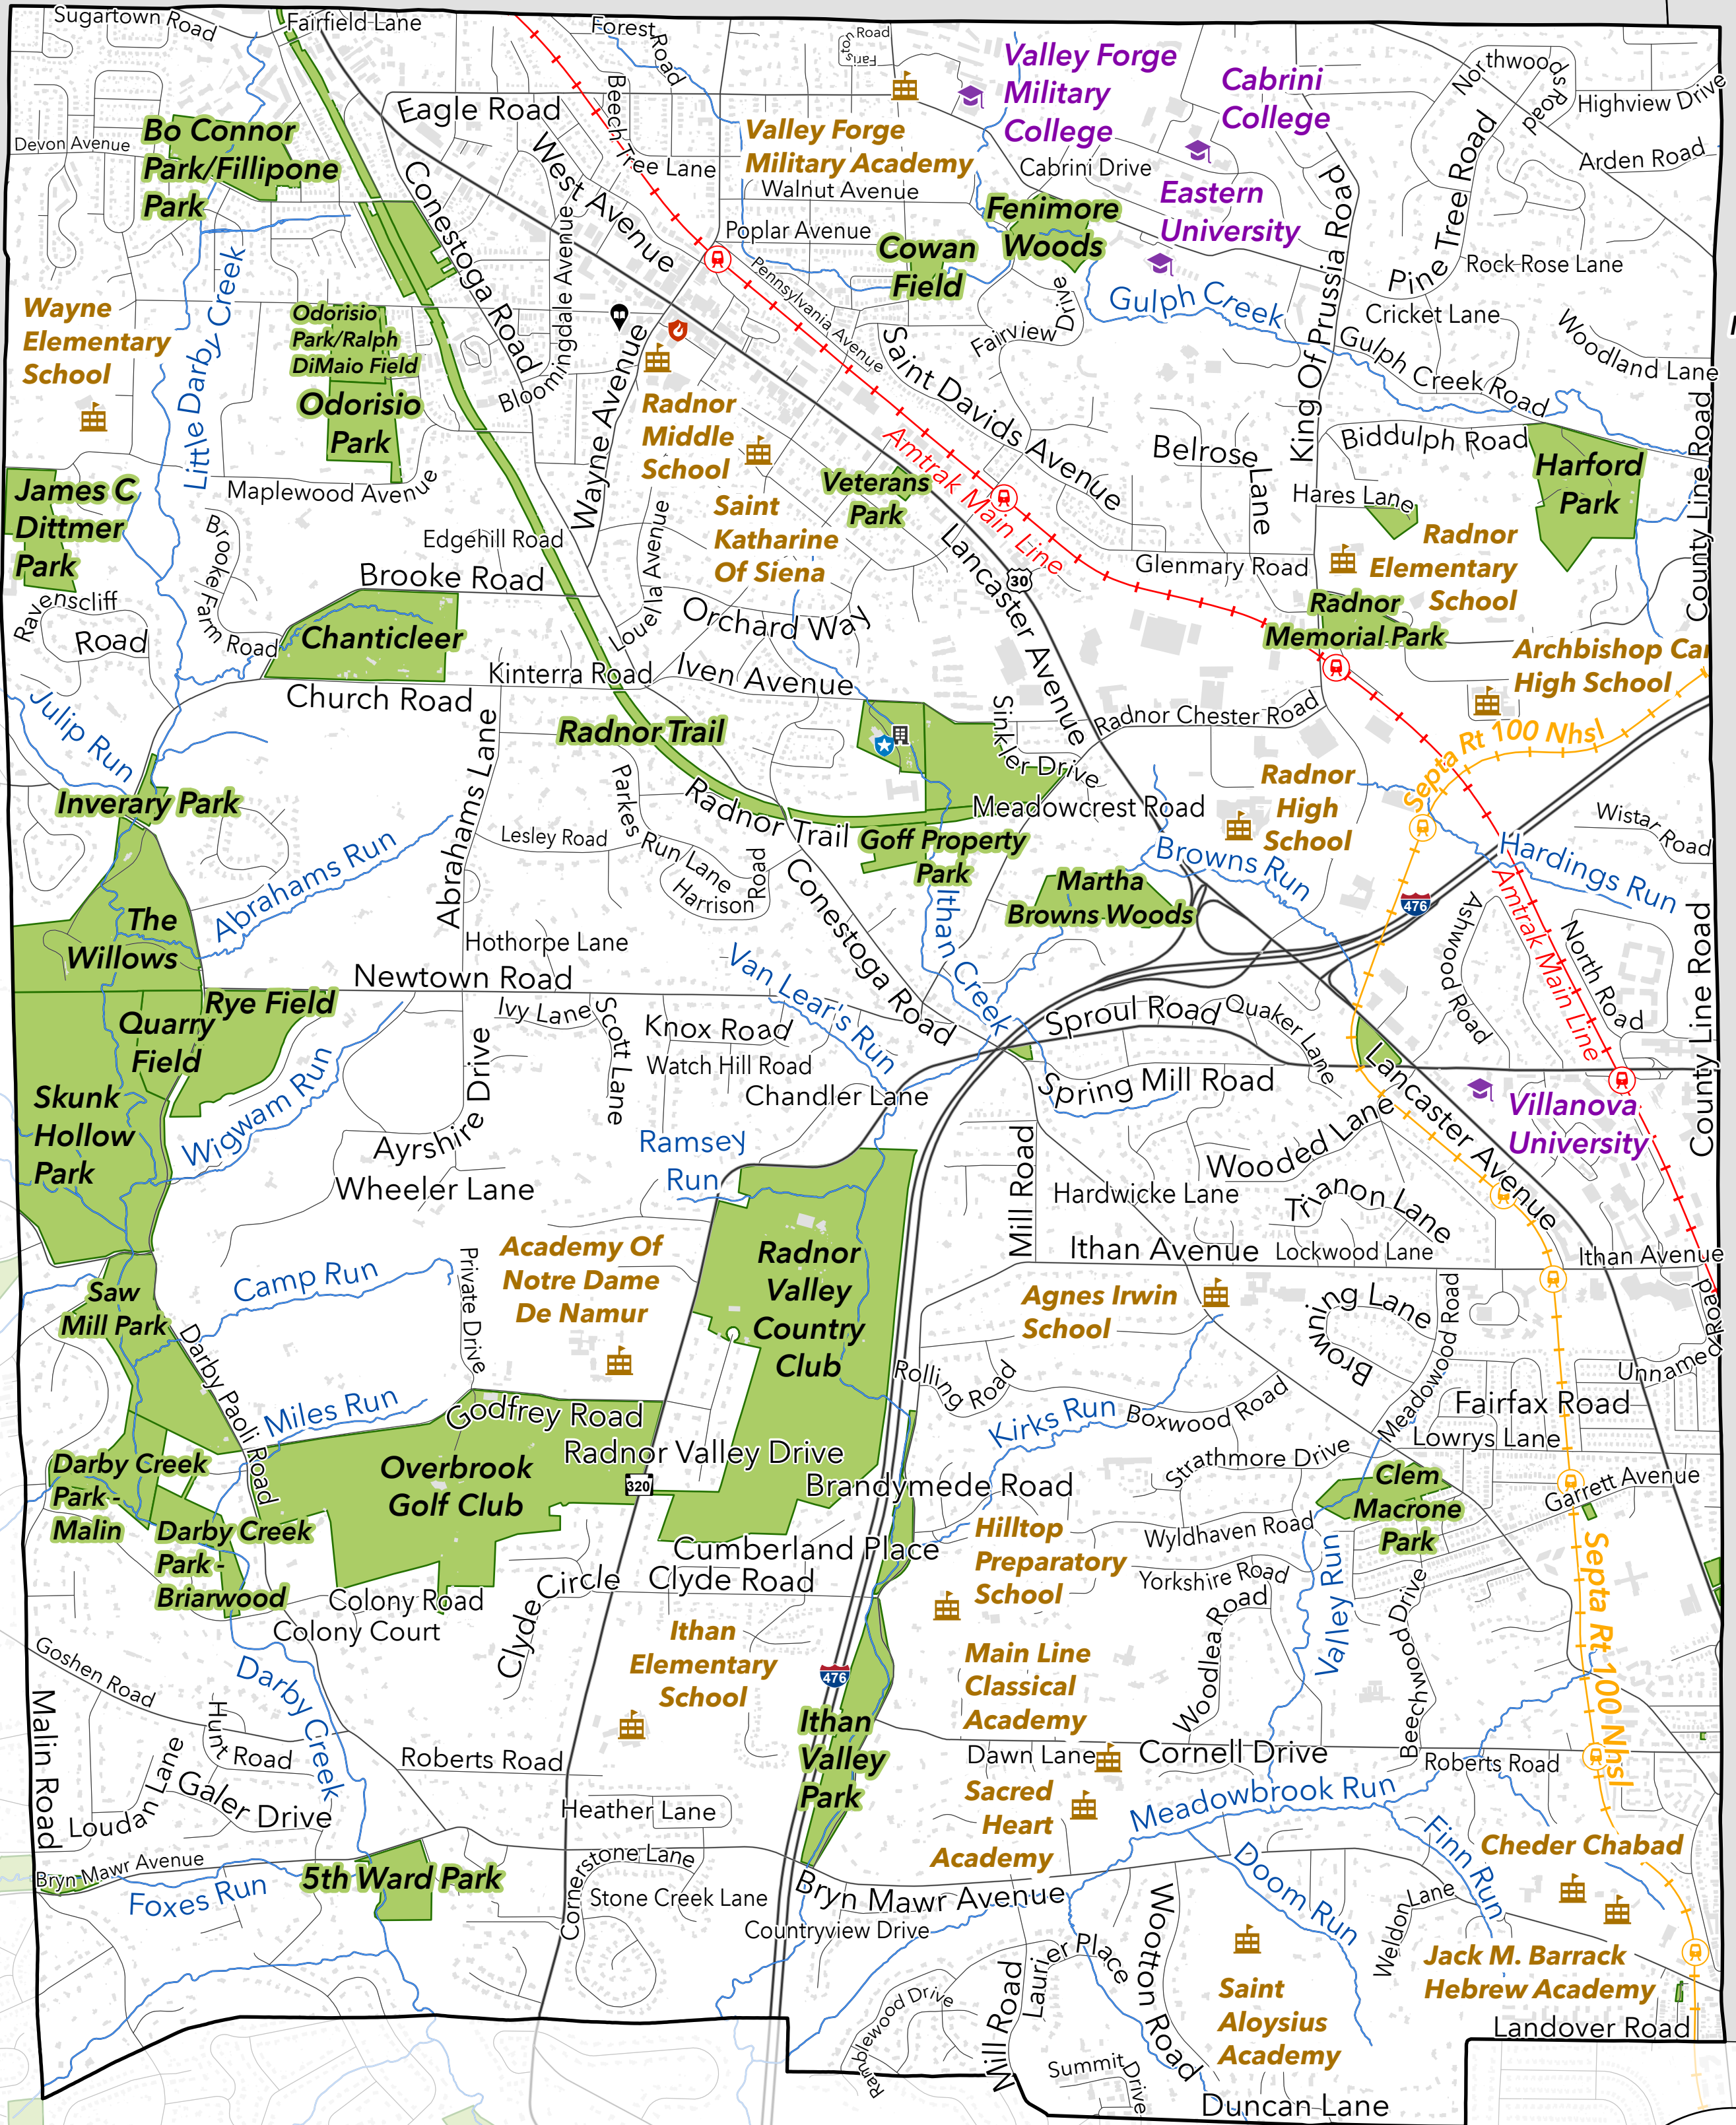 Sugartown Road
Fairfield Lane
Forest Road
Faris Road
Valley Forge
Military
College
Cabrini
College
Northwoods Road
Highview Drive
Eagle Road
Beech Tree Lane
Bo Connor
Park/Fillipone
Park
Devon Avenue
West Avenue
Valley Forge
Military Academy
Cabrini Drive
Arden Road
Walnut Avenue
Eastern
University
Conestoga Road
Poplar Avenue
Fenimore
Woods
Cowan
Field
Pine Tree Road
King Of Prussia Road
Rock Rose Lane
Little Darby Creek
Bloomingdale Avenue
Pennsylvania Avenue
Fairview Drive
Gulph Creek
Cricket Lane
Wayne
Elementary
School
Odorisio
Park/Ralph
DiMaio Field
Odorisio
Park
Wayne Avenue
Saint Davids Avenue
Gulph Creek Road
Woodland Lane
Radnor
Middle
School
Amtrak Main Line
Belrose Lane
Biddulph Road
County Line Road
Harford
Park
James C
Dittmer
Park
Maplewood Avenue
Veterans
Park
Hares Lane
Saint
Katharine
Of Siena
Brooke Farm Road
Edgehill Road
Louella Avenue
Lancaster Avenue
30
Glenmary Road
Radnor
Elementary
School
Brooke Road
Ravenscliff
Road
Chanticleer
Orchard Way
Radnor
Memorial Park
Kinterra Road
Iven Avenue
Archbishop Car
High School
Church Road
Julip Run
Radnor Trail
Sinkler Drive
Radnor Chester Road
Septa Rt 100 Nhsl
Abrahams Lane
Parkes Run Lane
Radnor
High
School
Inverary Park
Radnor Trail
Meadowcrest Road
Lesley Road
Goff Property
Park
Browns Run
Wistar Road
Hardings Run
Abrahams Run
Harrison Road
Martha
Browns Woods
476
The
Willows
Conestoga Road
Ithan Creek
Ashwood Road
Amtrak Main Line
North Road
County Line Road
Hothorpe Lane
Van Lear's Run
Newtown Road
Rye Field
Quarry
Field
Ivy Lane
Scott Lane
Knox Road
Sproul Road
Quaker Lane
Watch Hill Road
Wigwam Run
Chandler Lane
Spring Mill Road
Skunk
Hollow
Park
Ayrshire Drive
Lancaster Avenue
Villanova
University
Ramsey
Run
Mill Road
Wooded Lane
Wheeler Lane
Hardwicke Lane
Trianon Lane
Academy Of
Notre Dame
De Namur
Radnor
Valley
Country
Club
Ithan Avenue
Lockwood Lane
Ithan Avenue
Camp Run
Private Drive
Saw
Mill Park
Agnes Irwin
School
Browning Lane
Meadowood Road
Unnamed Road
Darby Paoli Road
Rolling Road
Miles Run
Godfrey Road
Kirks Run
Boxwood Road
Fairfax Road
Lowrys Lane
Radnor Valley Drive
Strathmore Drive
Darby Creek
Park -
Malin
Overbrook
Golf Club
320
Brandymede Road
Clem
Macrone
Park
Garrett Avenue
Darby Creek
Park -
Briarwood
Hilltop
Preparatory
School
Wyldhaven Road
Cumberland Place
Clyde Road
Clyde Circle
Yorkshire Road
Valley Run
Septa Rt 100 Nhsl
Colony Road
Colony Court
Ithan
Elementary
School
Woodlea Road
Beechwood Drive
Goshen Road
Darby Creek
476
Main Line
Classical
Academy
Malin Road
Hunt Road
Ithan
Valley
Park
Loudan Lane
Roberts Road
Dawn Lane
Cornell Drive
Roberts Road
Galer Drive
Sacred
Heart
Academy
Meadowbrook Run
Heather Lane
Finn Run
Cheder Chabad
Bryn Mawr Avenue
5th Ward Park
Cornerstone Lane
Doom Run
Foxes Run
Stone Creek Lane
Bryn Mawr Avenue
Weldon Lane
Countryview Drive
Wootton Road
Laurier Place
Jack M. Barrack
Hebrew Academy
Saint
Aloysius
Academy
Ramblewood Drive
Mill Road
Landover Road
Summit Drive
Duncan Lane